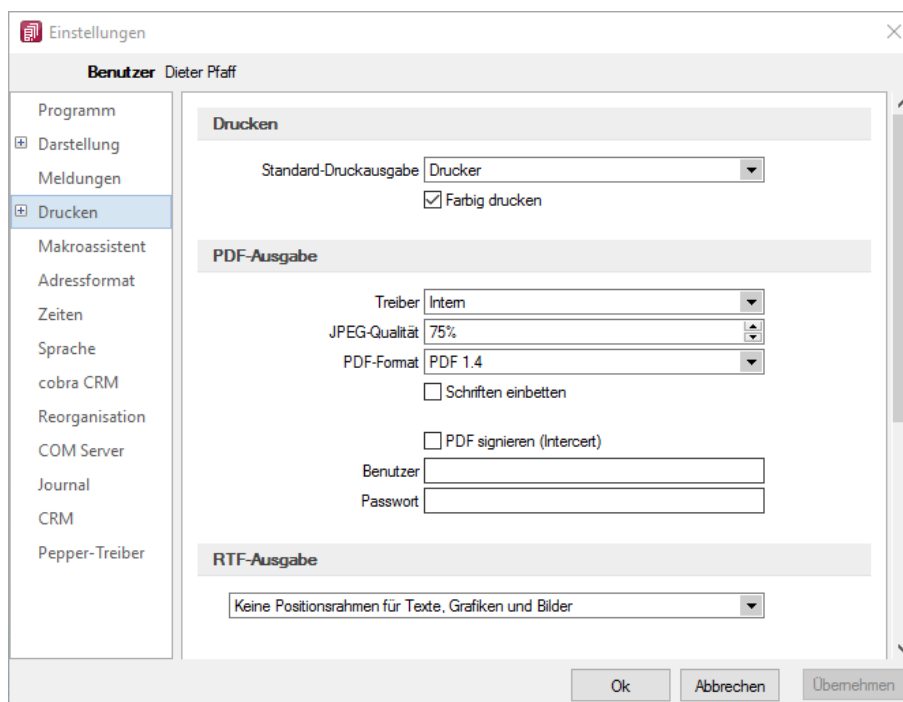 Einstellungen
Benutzer Dieter Pfaff
Programm
Darstellung
Meldungen
Drucken
Makroassistent
Adressformat
Zeiten
Sprache
cobra CRM
Reorganisation
COM Server
Journal
CRM
Pepper-Treiber
Drucken
Standard-Druckausgabe Drucker
Farbig drucken
PDF-Ausgabe
Treiber Intern
JPEG-Qualität 75%
PDF-Format PDF 1.4
Schriften einbetten
PDF signieren (Intercert)
Benutzer
Passwort
RTF-Ausgabe
Keine Positionsrahmen für Texte, Grafiken und Bilder
Ok Abbrechen Übernehmen